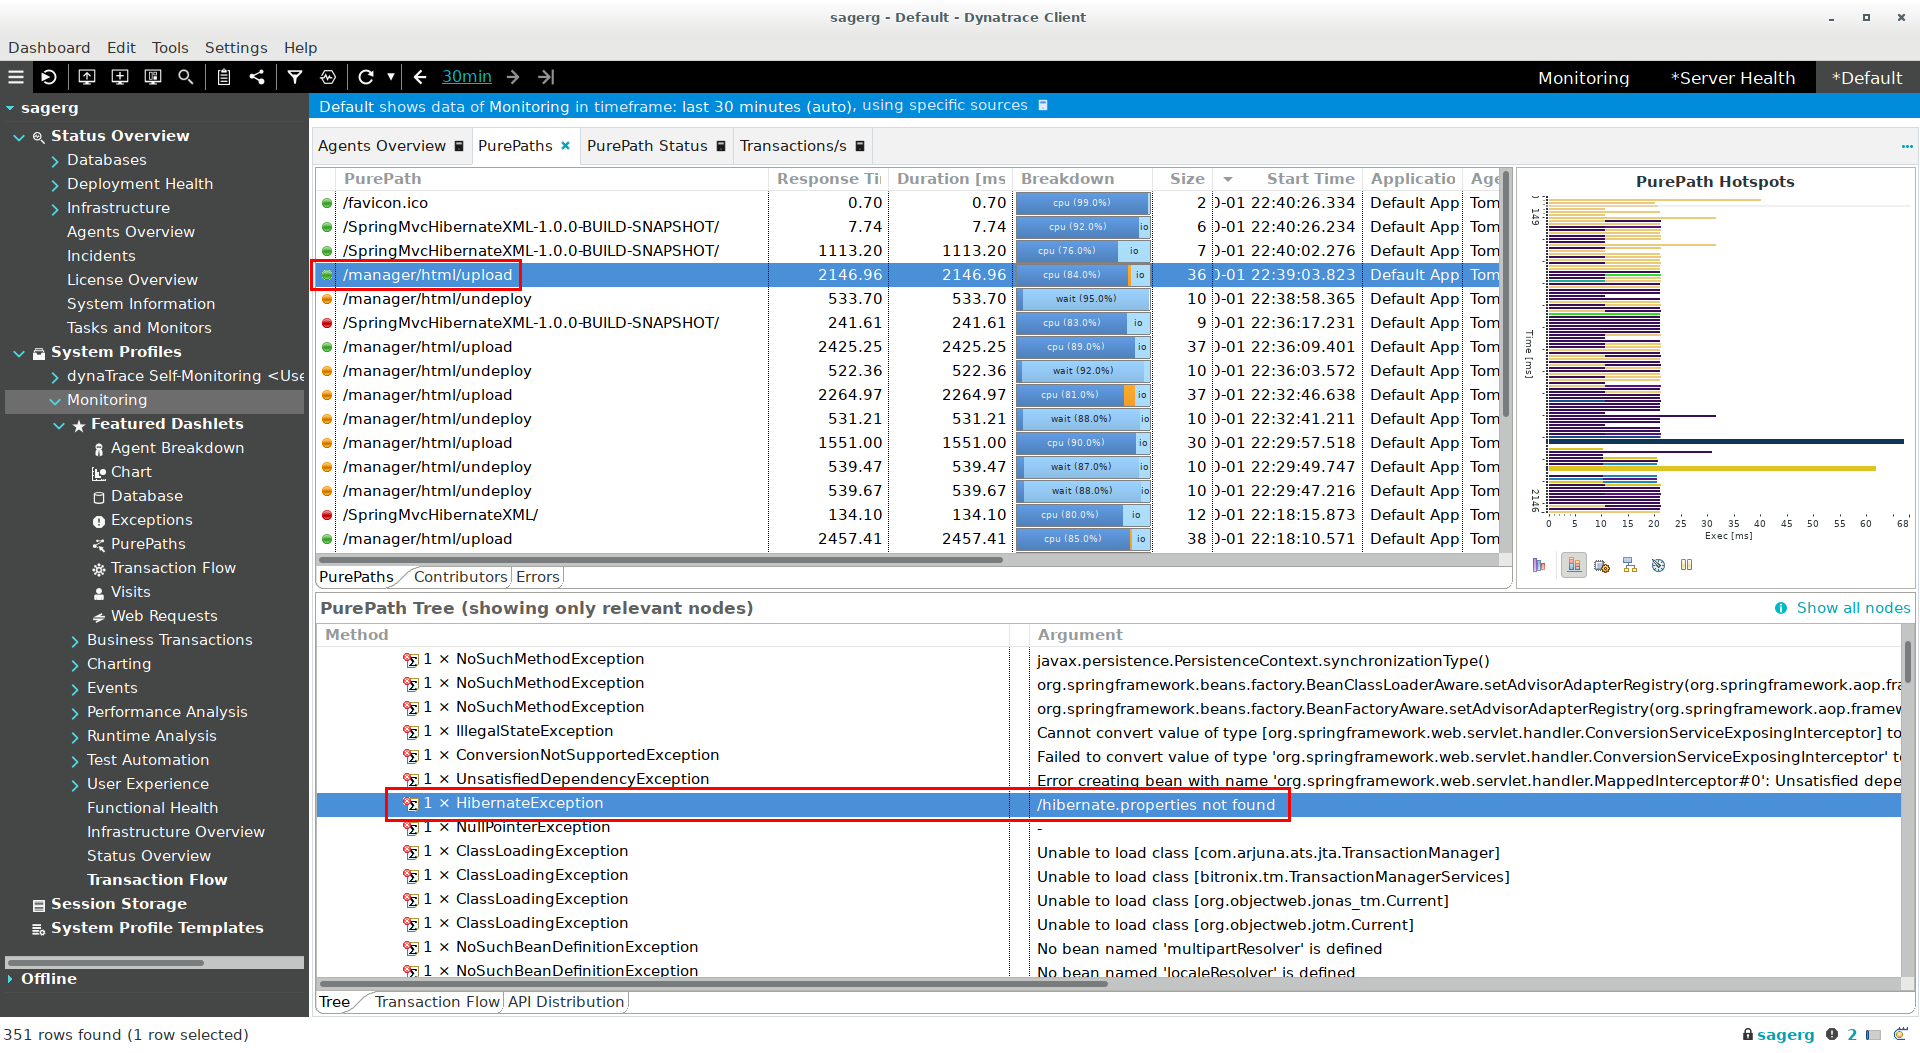 sagerg - Default - Dynatrace Client
Dashboard Edit Tools Settings Help
30min
Monitoring *Server Health *Default
sagerg
Status Overview
Databases
Deployment Health
Infrastructure
Agents Overview
Incidents
License Overview
System Information
Tasks and Monitors
System Profiles
dynaTrace Self-Monitoring <Use
Monitoring
Featured Dashlets
Agent Breakdown
Chart
Database
Exceptions
PurePaths
Transaction Flow
Visits
Web Requests
Business Transactions
Charting
Events
Performance Analysis
Runtime Analysis
Test Automation
User Experience
Functional Health
Infrastructure Overview
Status Overview
Transaction Flow
Session Storage
System Profile Templates
Offline
Default shows data of Monitoring in timeframe: last 30 minutes (auto), using specific sources
Agents Overview PurePaths PurePath Status Transactions/s
PurePath Response Ti Duration [ms Breakdown Size Start Time Applicatio Age
/favicon.ico 0.70 0.70 cpu (99.0%) 2 0-01 22:40:26.334 Default App Tom
/SpringMvcHibernateXML-1.0.0-BUILD-SNAPSHOT/ 7.74 7.74 cpu (92.0%) io 6 0-01 22:40:26.234 Default App Tom
/SpringMvcHibernateXML-1.0.0-BUILD-SNAPSHOT/ 1113.20 1113.20 cpu (76.0%) io 7 0-01 22:40:02.276 Default App Tom
/manager/html/upload 2146.96 2146.96 cpu (84.0%) io 36 0-01 22:39:03.823 Default App Tom
/manager/html/undeploy 533.70 533.70 wait (95.0%) 10 0-01 22:38:58.365 Default App Tom
/SpringMvcHibernateXML-1.0.0-BUILD-SNAPSHOT/ 241.61 241.61 cpu (83.0%) io 9 0-01 22:36:17.231 Default App Tom
/manager/html/upload 2425.25 2425.25 cpu (89.0%) io 37 0-01 22:36:09.401 Default App Tom
/manager/html/undeploy 522.36 522.36 wait (92.0%) 10 0-01 22:36:03.572 Default App Tom
/manager/html/upload 2264.97 2264.97 cpu (81.0%) io 37 0-01 22:32:46.638 Default App Tom
/manager/html/undeploy 531.21 531.21 wait (88.0%) io 10 0-01 22:32:41.211 Default App Tom
/manager/html/upload 1551.00 1551.00 cpu (90.0%) io 30 0-01 22:29:57.518 Default App Tom
/manager/html/undeploy 539.47 539.47 wait (87.0%) io 10 0-01 22:29:49.747 Default App Tom
/manager/html/undeploy 539.67 539.67 wait (88.0%) io 10 0-01 22:29:47.216 Default App Tom
/SpringMvcHibernateXML/ 134.10 134.10 cpu (80.0%) io 12 0-01 22:18:15.873 Default App Tom
/manager/html/upload 2457.41 2457.41 cpu (85.0%) io 38 0-01 22:18:10.571 Default App Tom
PurePaths Contributors Errors
PurePath Hotspots
0
149
Time [ms]
2146
0 5 10 15 20 25 30 35 40 45 50 55 60 68
Exec [ms]
PurePath Tree (showing only relevant nodes) Show all nodes
Method Argument
1 × NoSuchMethodException javax.persistence.PersistenceContext.synchronizationType()
1 × NoSuchMethodException org.springframework.beans.factory.BeanClassLoaderAware.setAdvisorAdapterRegistry(org.springframework.aop.fra
1 × NoSuchMethodException org.springframework.beans.factory.BeanFactoryAware.setAdvisorAdapterRegistry(org.springframework.aop.framew
1 × IllegalStateException Cannot convert value of type [org.springframework.web.servlet.handler.ConversionServiceExposingInterceptor] to
1 × ConversionNotSupportedException Failed to convert value of type 'org.springframework.web.servlet.handler.ConversionServiceExposingInterceptor' to
1 × UnsatisfiedDependencyException Error creating bean with name 'org.springframework.web.servlet.handler.MappedInterceptor#0': Unsatisfied depe
1 × HibernateException /hibernate.properties not found
1 × NullPointerException -
1 × ClassLoadingException Unable to load class [com.arjuna.ats.jta.TransactionManager]
1 × ClassLoadingException Unable to load class [bitronix.tm.TransactionManagerServices]
1 × ClassLoadingException Unable to load class [org.objectweb.jonas_tm.Current]
1 × ClassLoadingException Unable to load class [org.objectweb.jotm.Current]
1 × NoSuchBeanDefinitionException No bean named 'multipartResolver' is defined
1 × NoSuchBeanDefinitionException No bean named 'localeResolver' is defined
Tree Transaction Flow API Distribution
351 rows found (1 row selected) sagerg 2